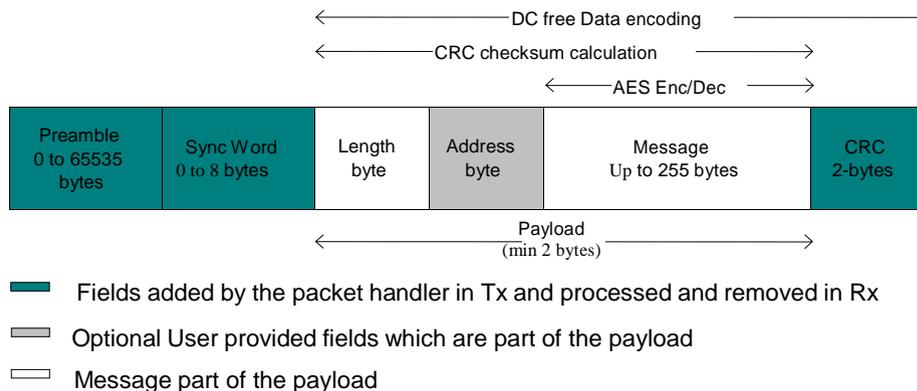 DC free Data encoding
CRC checksum calculation
AES Enc/Dec
Preamble
0 to 65535
bytes
Sync Word
0 to 8 bytes
Length
byte
Address
byte
Message
Up to 255 bytes
CRC
2-bytes
Payload
(min 2 bytes)
Fields added by the packet handler in Tx and processed and removed in Rx
Optional User provided fields which are part of the payload
Message part of the payload